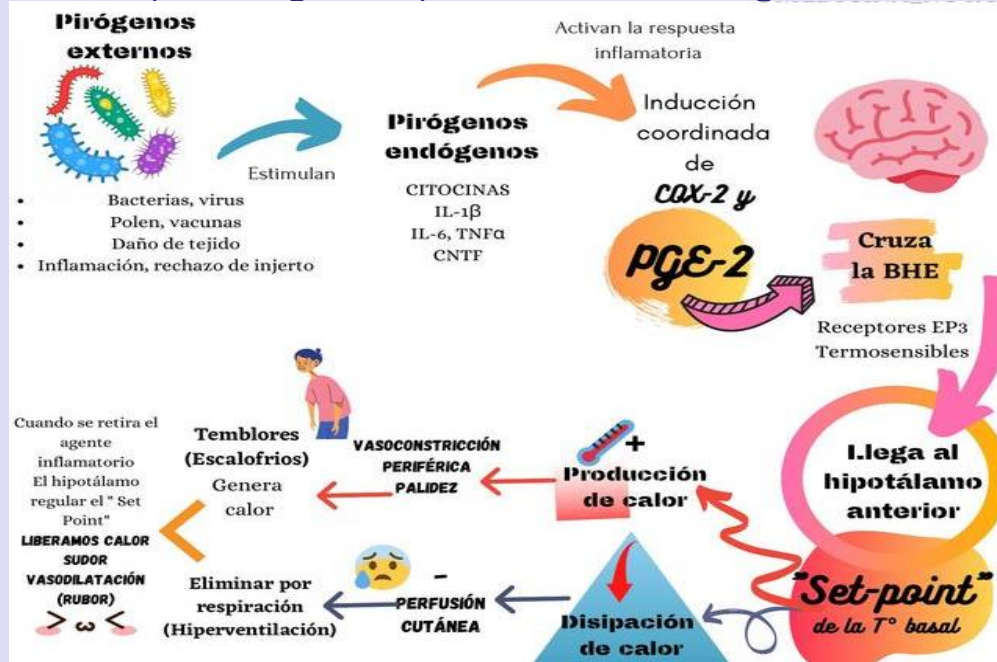 Pirógenos
externos
Bacterias, virus
Polen, vacunas
Daño de tejido
Inflamación, rechazo de injerto
Estimulan
Pirógenos
endógenos
CITOCINAS
IL-1β
IL-6, TNFα
CNTF
Activan la respuesta
inflamatoria
Inducción
coordinada
de
COX-2 y
PGE-2
Cruza
la BHE
Receptores EP3
Termosensibles
Llega al
hipotálamo
anterior
"Set-point"
de la T° basal
+
Producción
de calor
VASOCONSTRICCIÓN
PERIFÉRICA
PALIDEZ
Temblores
(Escalofrios)
Genera
calor
Disipación
de calor
-
PERFUSIÓN
CUTÁNEA
Eliminar por
respiración
(Hiperventilación)
Cuando se retira el
agente
inflamatorio
El hipotálamo
regular el " Set
Point"
LIBERAMOS CALOR
SUDOR
VASODILATACIÓN
(RUBOR)